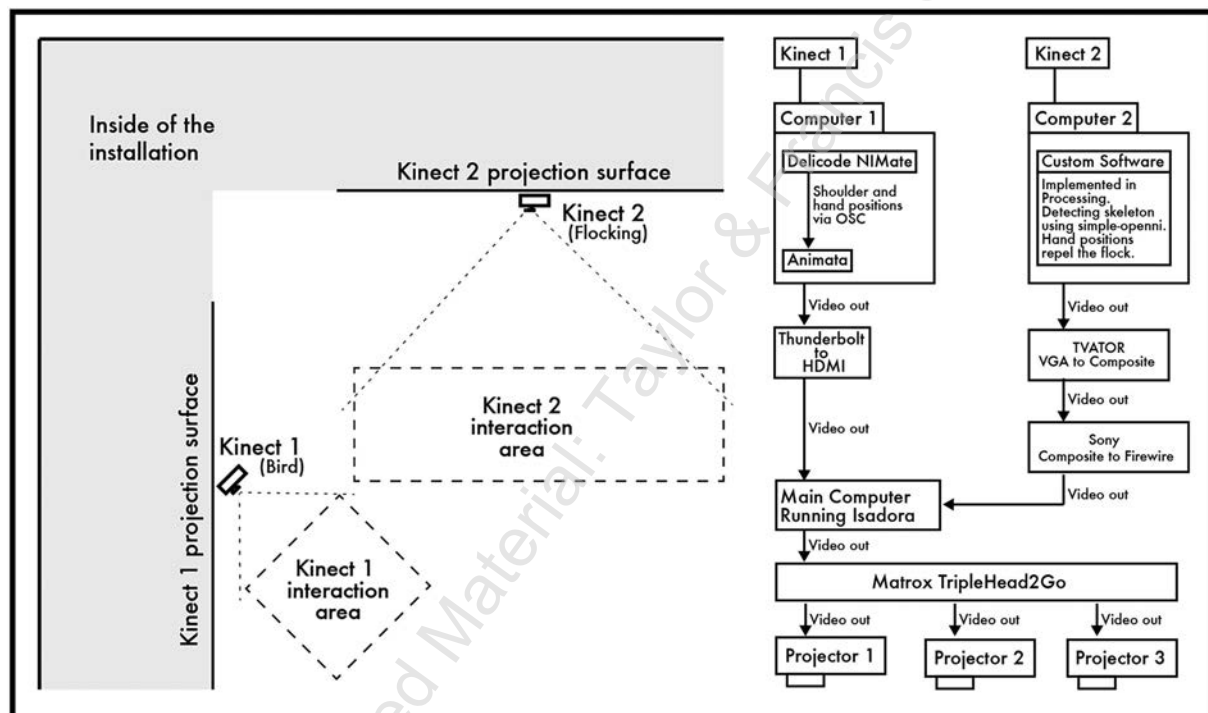 Inside of the
installation
Kinect 2 projection surface
Kinect 2
(Flocking)
Kinect 2
interaction
area
Kinect 1 projection surface
Kinect 1
(Bird)
Kinect 1
interaction
area
Kinect 1
Computer 1
Delicode NIMate
Shoulder and
hand positions
via OSC
Animata
Video out
Thunderbolt
to
HDMI
Video out
Kinect 2
Computer 2
Custom Software
Implemented in
Processing.
Detecting skeleton
using simple-openni.
Hand positions
repel the flock.
Video out
TVATOR
VGA to Composite
Video out
Sony
Composite to Firewire
Video out
Main Computer
Running Isadora
Video out
Matrox TripleHead2Go
Video out
Video out
Video out
Projector 1
Projector 2
Projector 3
ed Material: Taylor & Francis